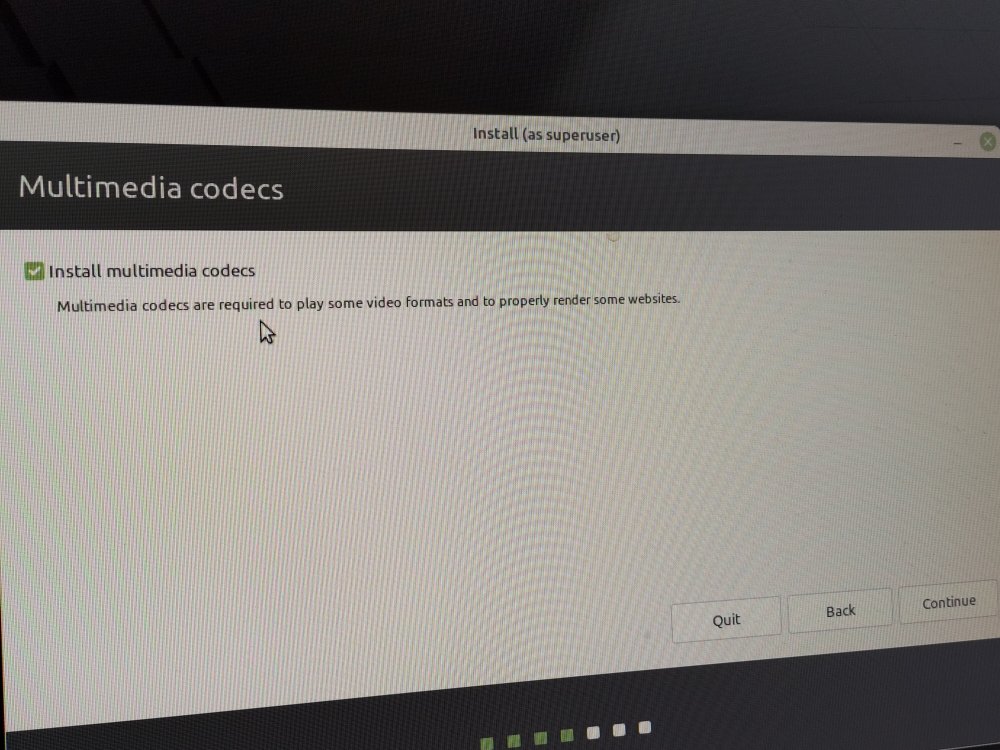 Install (as superuser)
Multimedia codecs
Install multimedia codecs
Multimedia codecs are required to play some video formats and to properly render some websites.
Quit Back Continue